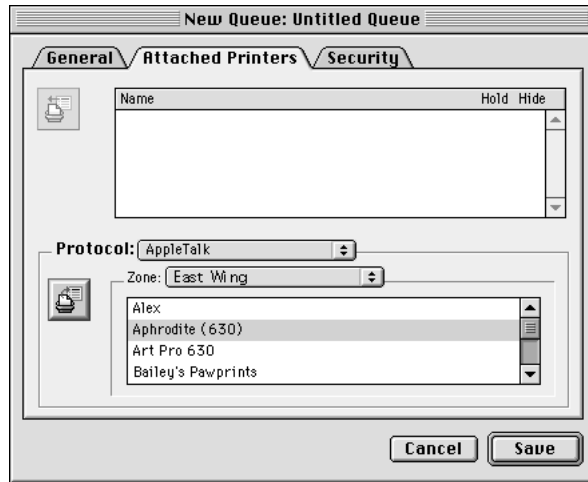 New Queue: Untitled Queue
General Attached Printers Security
Name Hold Hide
Protocol: AppleTalk
Zone: East Wing
Alex
Aphrodite (630)
Art Pro 630
Bailey's Pawprints
Cancel Save